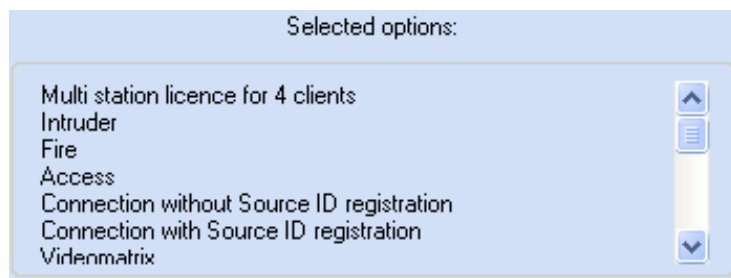 Selected options:
Multi station licence for 4 clients
Intruder
Fire
Access
Connection without Source ID registration
Connection with Source ID registration
Videomatrix